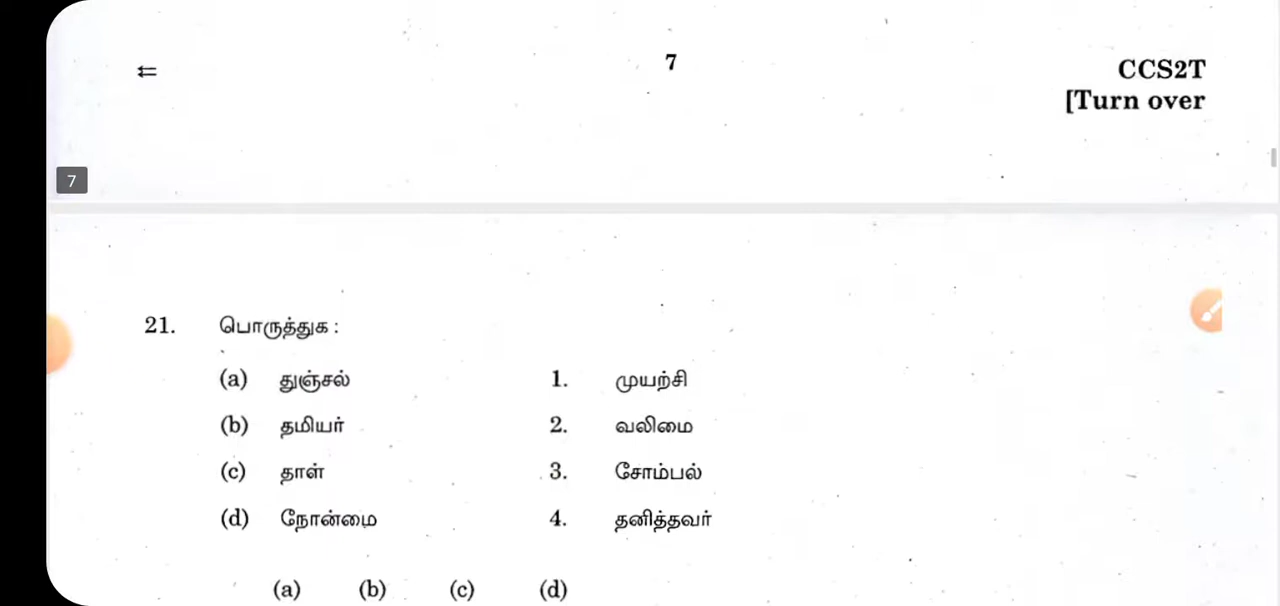 ⇐ 7 CCS2T
[Turn over
7
21. பொருத்துக :
(a) துஞ்சல் 1. முயற்சி
(b) தமியர் 2. வலிமை
(c) தாள் 3. சோம்பல்
(d) நோன்மை 4. தனித்தவர்
(a) (b) (c) (d)